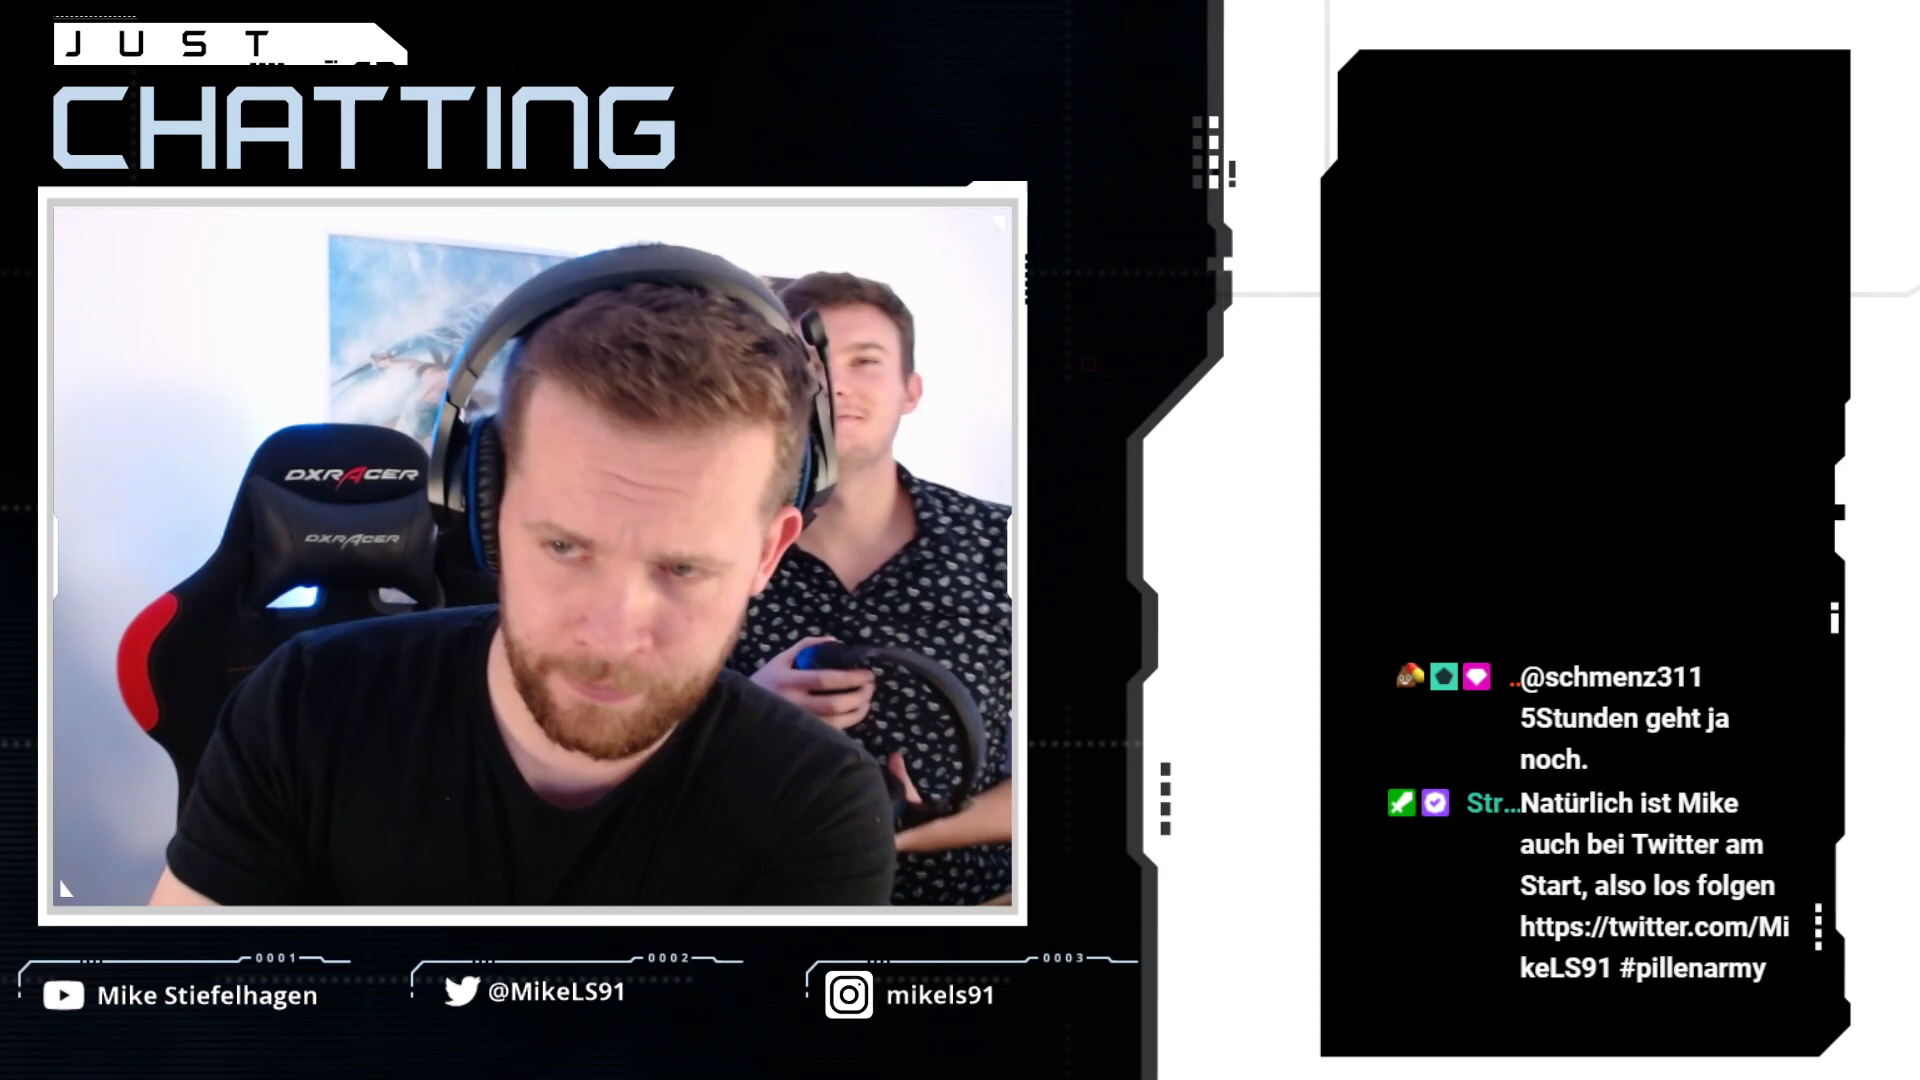 JUST
CHATTING
DXRACER
DXRACER
@schmenz311
5Stunden geht ja
noch.
Str...Natürlich ist Mike
auch bei Twitter am
Start, also los folgen
https://twitter.com/Mi
keLS91 #pillenarmy
0001
0002
0003
Mike Stiefelhagen
@MikeLS91
mikels91